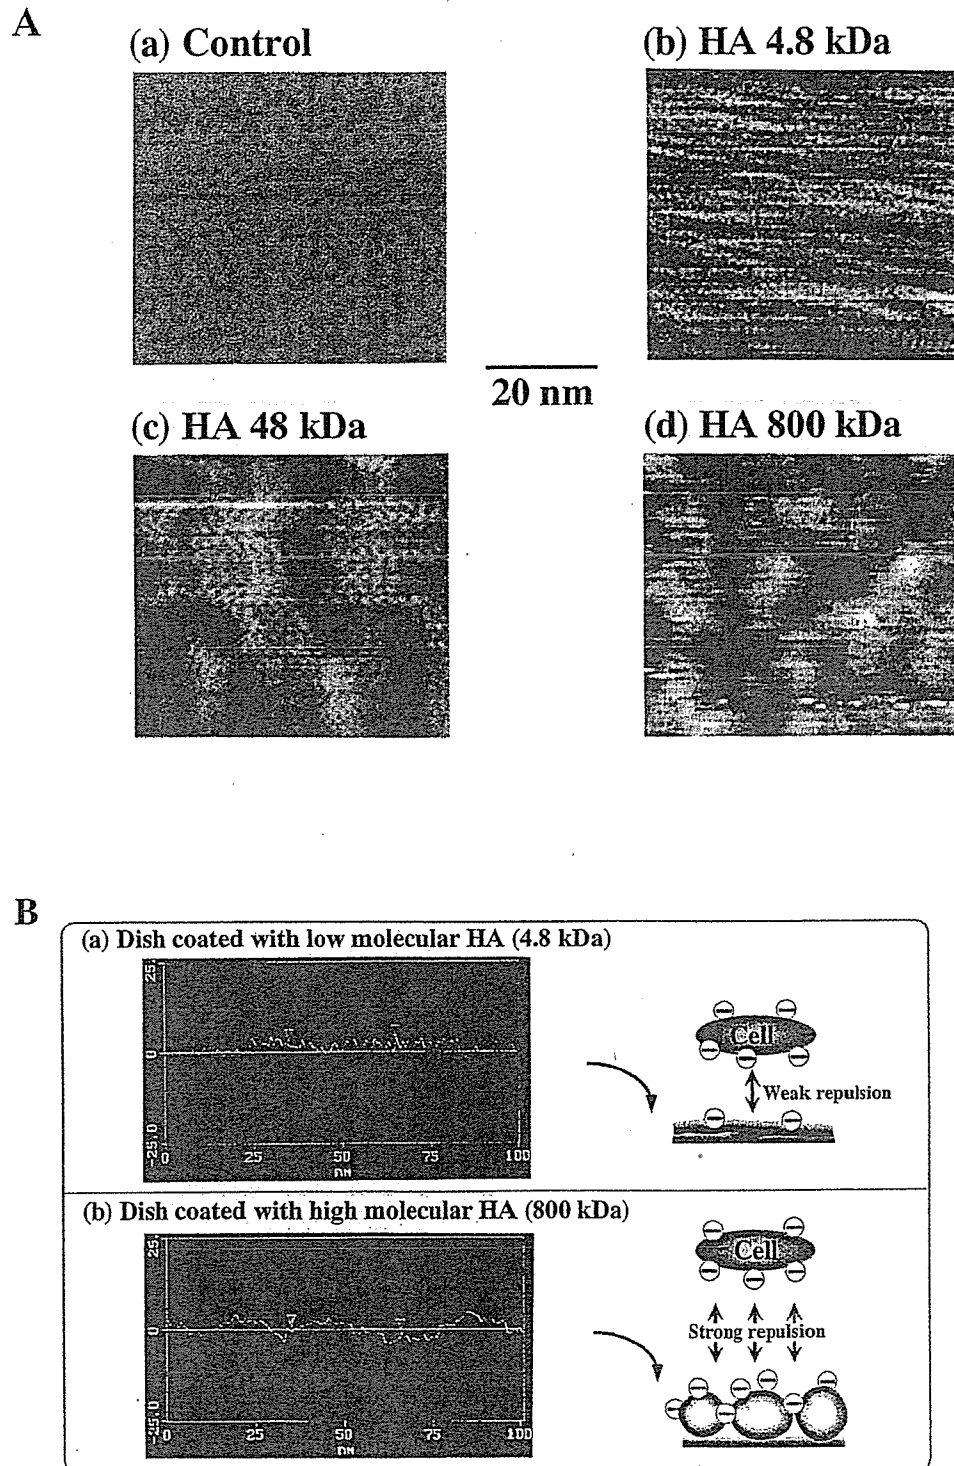 A
(a) Control
(b) HA 4.8 kDa
20 nm
(c) HA 48 kDa
(d) HA 800 kDa
B
(a) Dish coated with low molecular HA (4.8 kDa)
25.
0
-25.0
0 25 50 75 100
nM
Cell
Weak repulsion
(b) Dish coated with high molecular HA (800 kDa)
25.
0
-25.0
0 25 50 75 100
nM
Cell
Strong repulsion